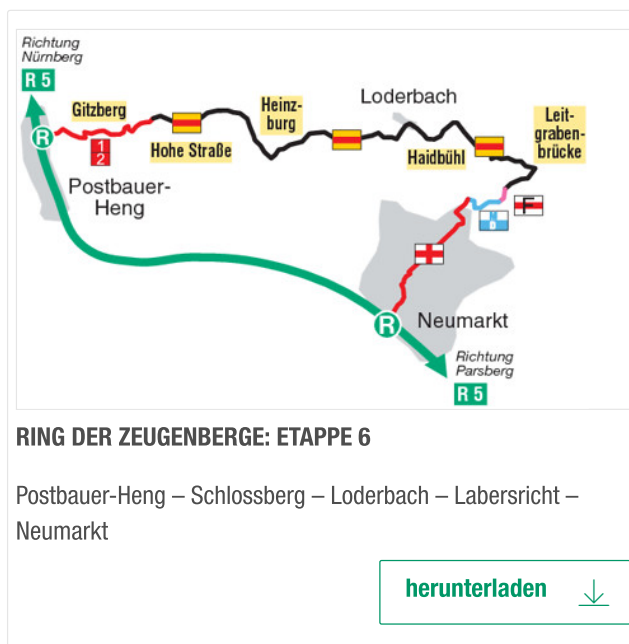 Richtung
Nürnberg
R 5
Gitzberg
Heinz-
burg
Loderbach
Leit-
graben-
brücke
R
1
2
Hohe Straße
Haidbühl
Postbauer-
Heng
F
R
Neumarkt
Richtung
Parsberg
R 5
RING DER ZEUGENBERGE: ETAPPE 6
Postbauer-Heng – Schlossberg – Loderbach – Labersricht –
Neumarkt
herunterladen